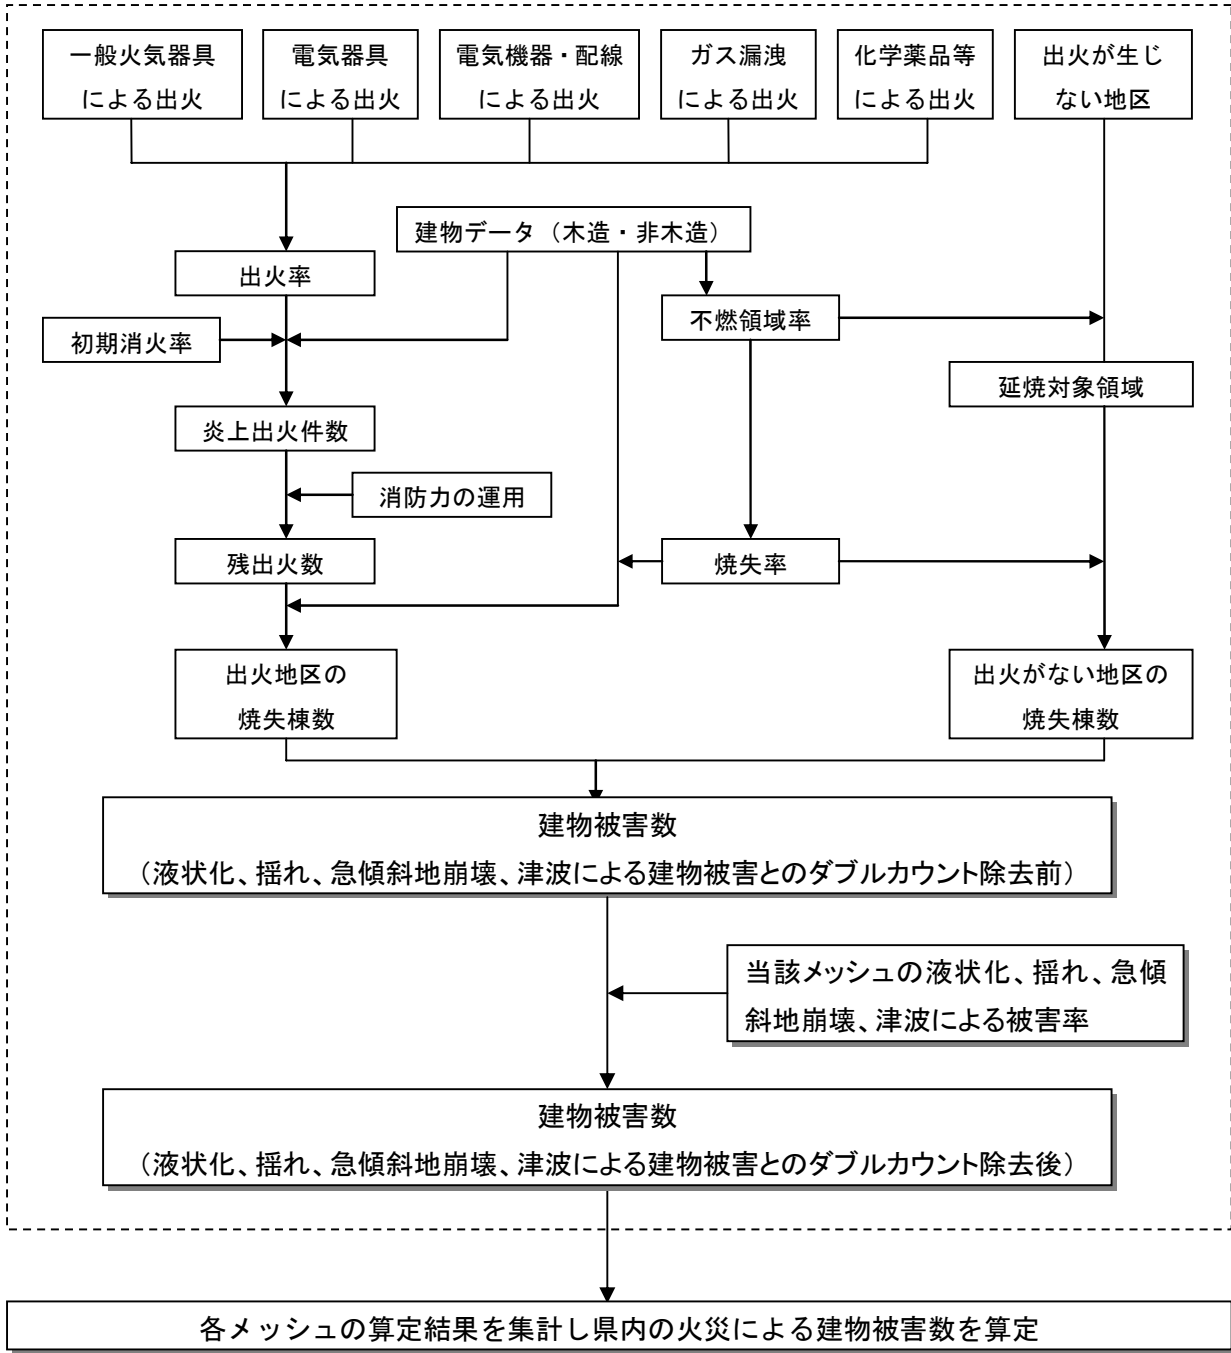 一般火気器具
による出火
電気器具
による出火
電気機器・配線
による出火
ガス漏洩
による出火
化学薬品等
による出火
出火が生じ
ない地区
建物データ（木造・非木造）
出火率
不燃領域率
初期消火率
延焼対象領域
炎上出火件数
消防力の運用
残出火数
焼失率
出火地区の
焼失棟数
出火がない地区の
焼失棟数
建物被害数
（液状化、揺れ、急傾斜地崩壊、津波による建物被害とのダブルカウント除去前）
当該メッシュの液状化、揺れ、急傾
斜地崩壊、津波による被害率
建物被害数
（液状化、揺れ、急傾斜地崩壊、津波による建物被害とのダブルカウント除去後）
各メッシュの算定結果を集計し県内の火災による建物被害数を算定